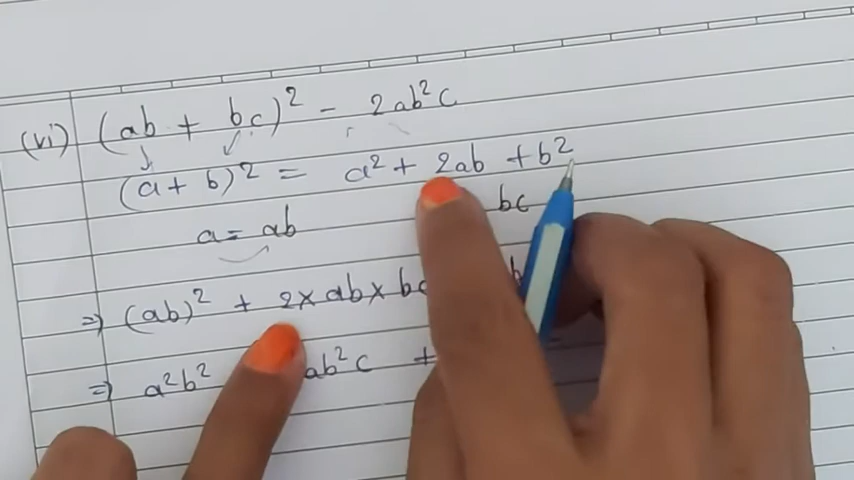 (vi) (ab + bc)² - 2ab²c
(a + b)² = a² + 2ab + b²
a = ab bc
⇒ (ab)² + 2 × ab × bc
⇒ a²b² ab²c +